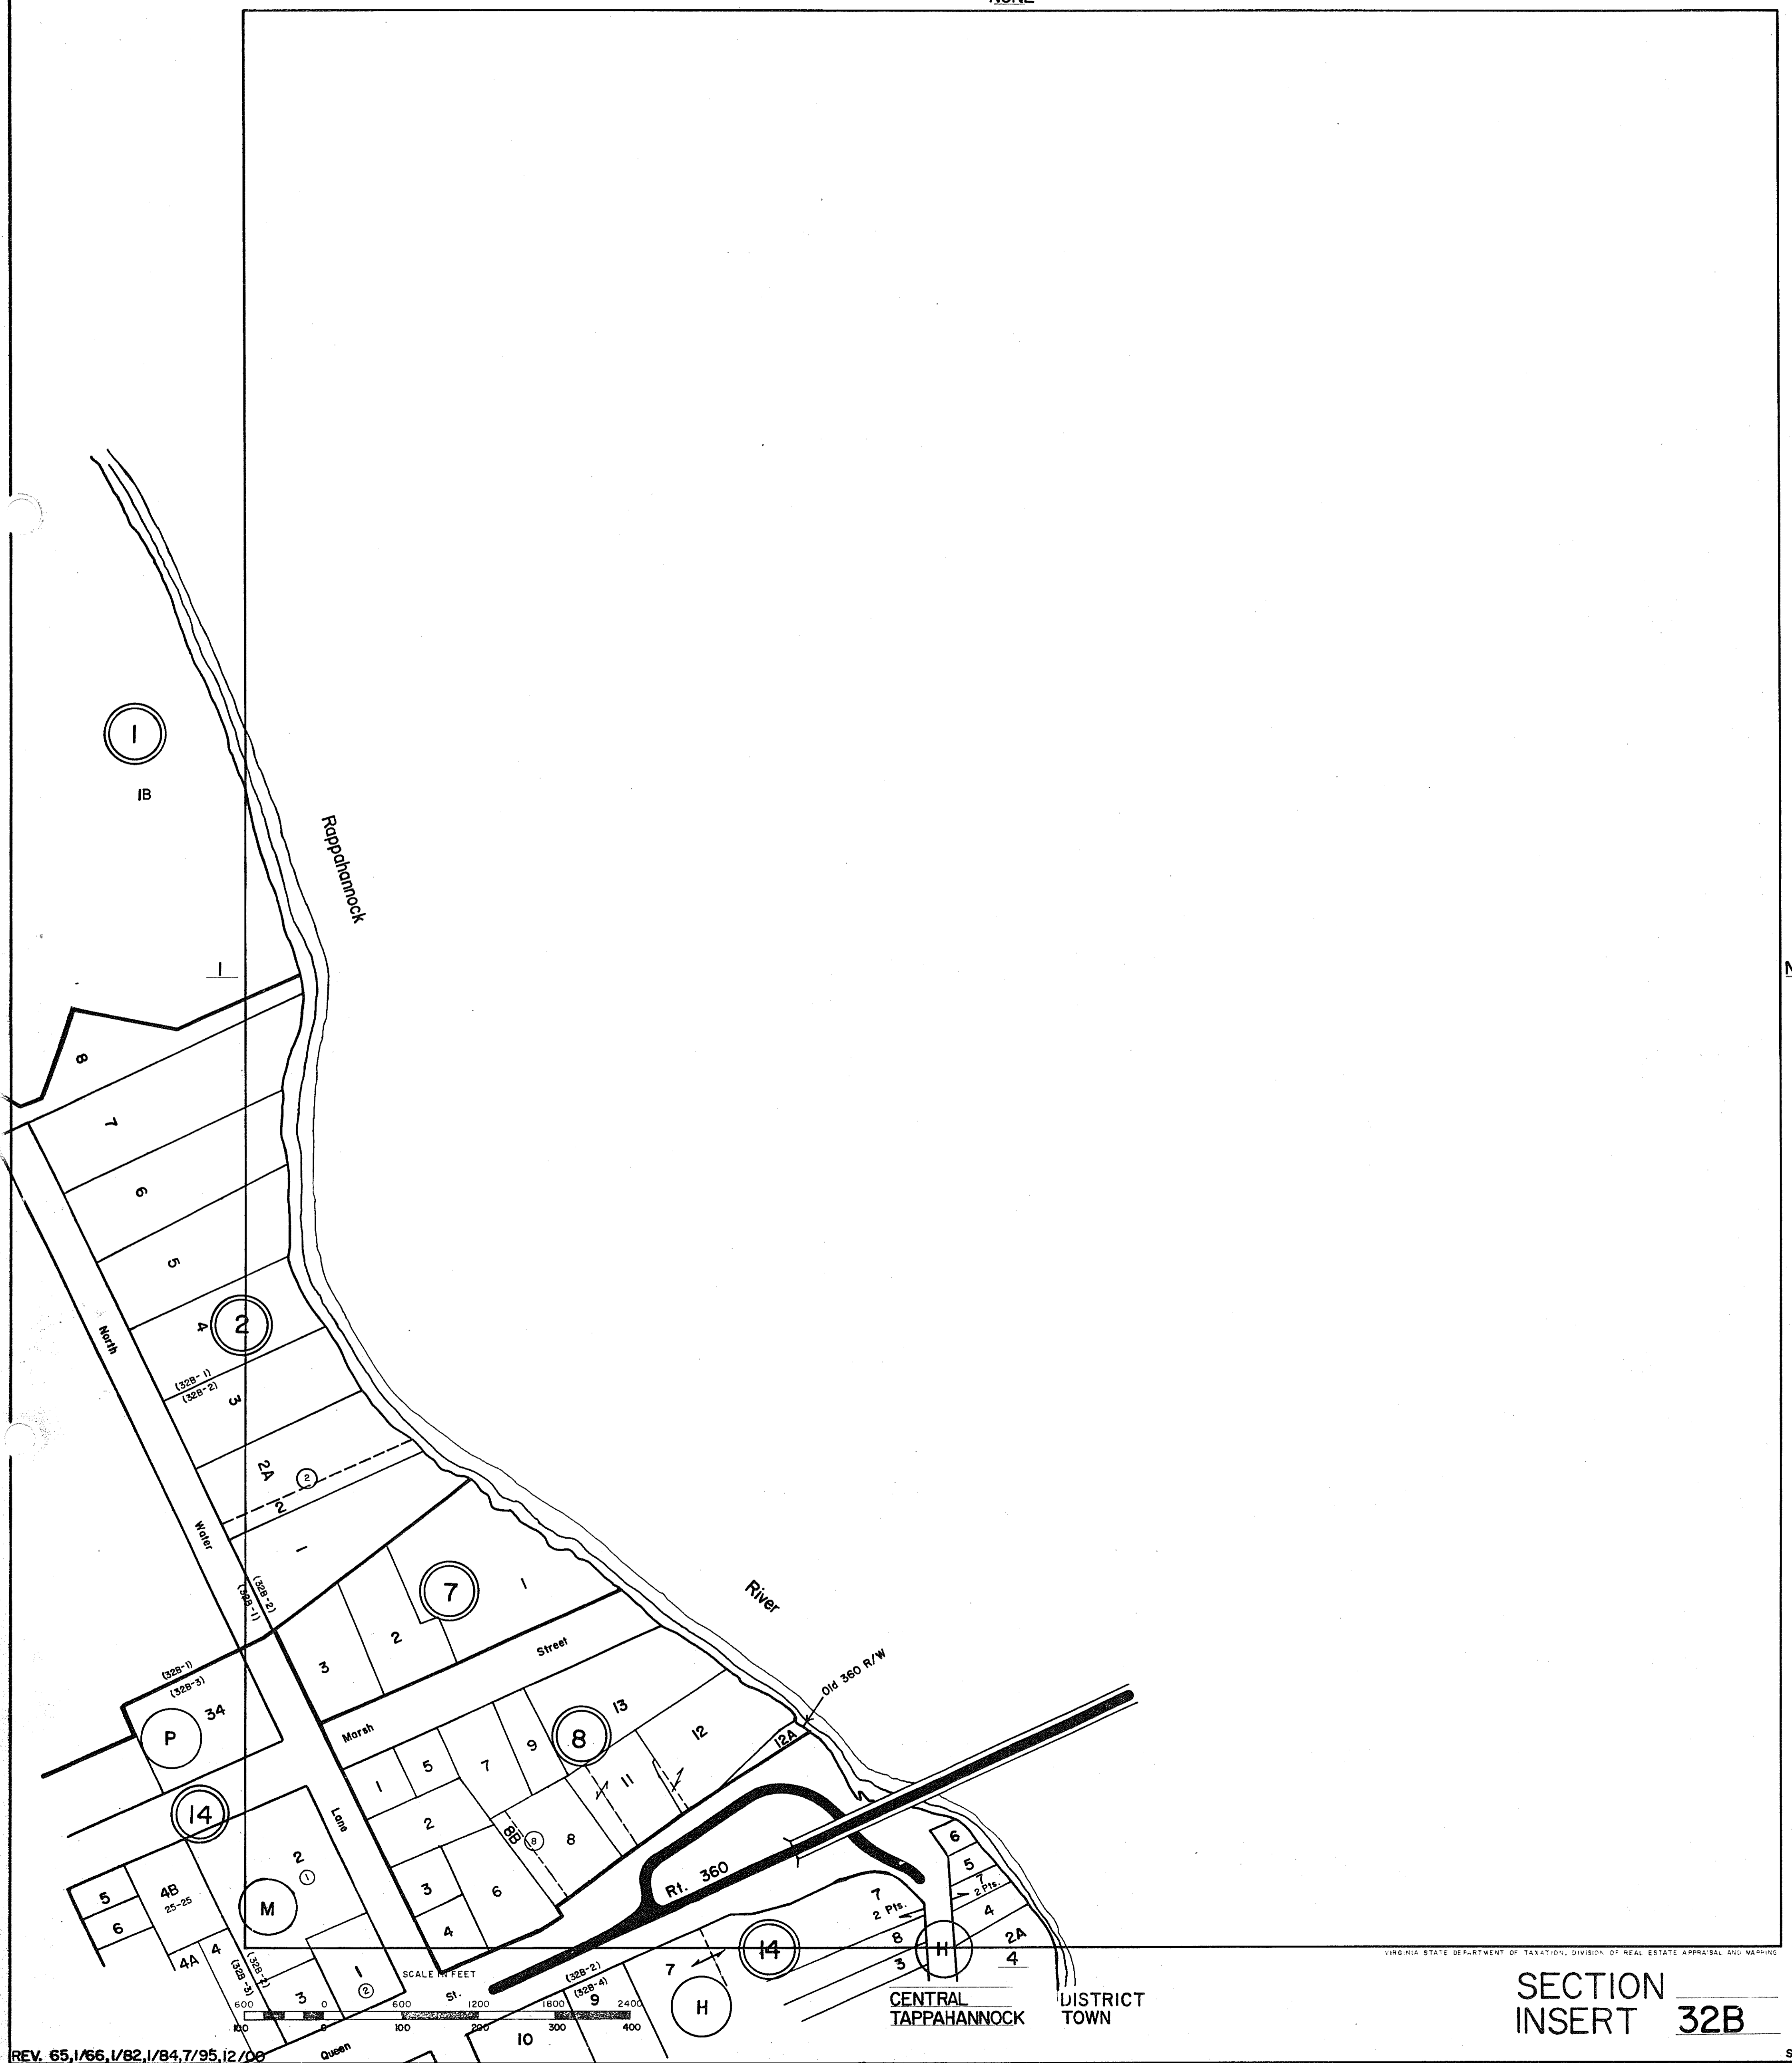 1
1B
Rappahannock
1
8
7
6
5
4
2
North
(32B-1)
(32B-2)
3
2A
2
2
Water
1
(32B-2)
(32B-1)
7
1
2
3
River
Street
Old 360 R/W
(32B-1)
(32B-3)
34
P
Marsh
13
8
12
12A
9
7
5
1
11
14
Lane
2
8B
8
8
6
Rt. 360
2
1
5
4B
25-25
M
3
6
5
7
2 Pts.
7
2 Pts.
6
4
4
2A
8
14
H
4
4A
4
(32B-2)
(32B-3)
3
7
VIRGINIA STATE DEPARTMENT OF TAXATION, DIVISION OF REAL ESTATE APPRAISAL AND MAPPING
1
2
SCALE IN FEET
St.
(32B-2)
(32B-4)
3
600 0 600 1200 1800 2400
100 0 100 200 300 400
9
H
10
CENTRAL DISTRICT
TAPPAHANNOCK TOWN
SECTION
INSERT 32B
Queen
REV. 65,1/66,1/82,1/84,7/95,12/00